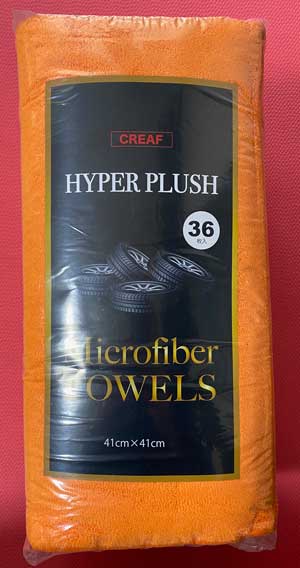 CREAF
HYPER PLUSH
36
枚入
Microfiber
TOWELS
41cm×41cm